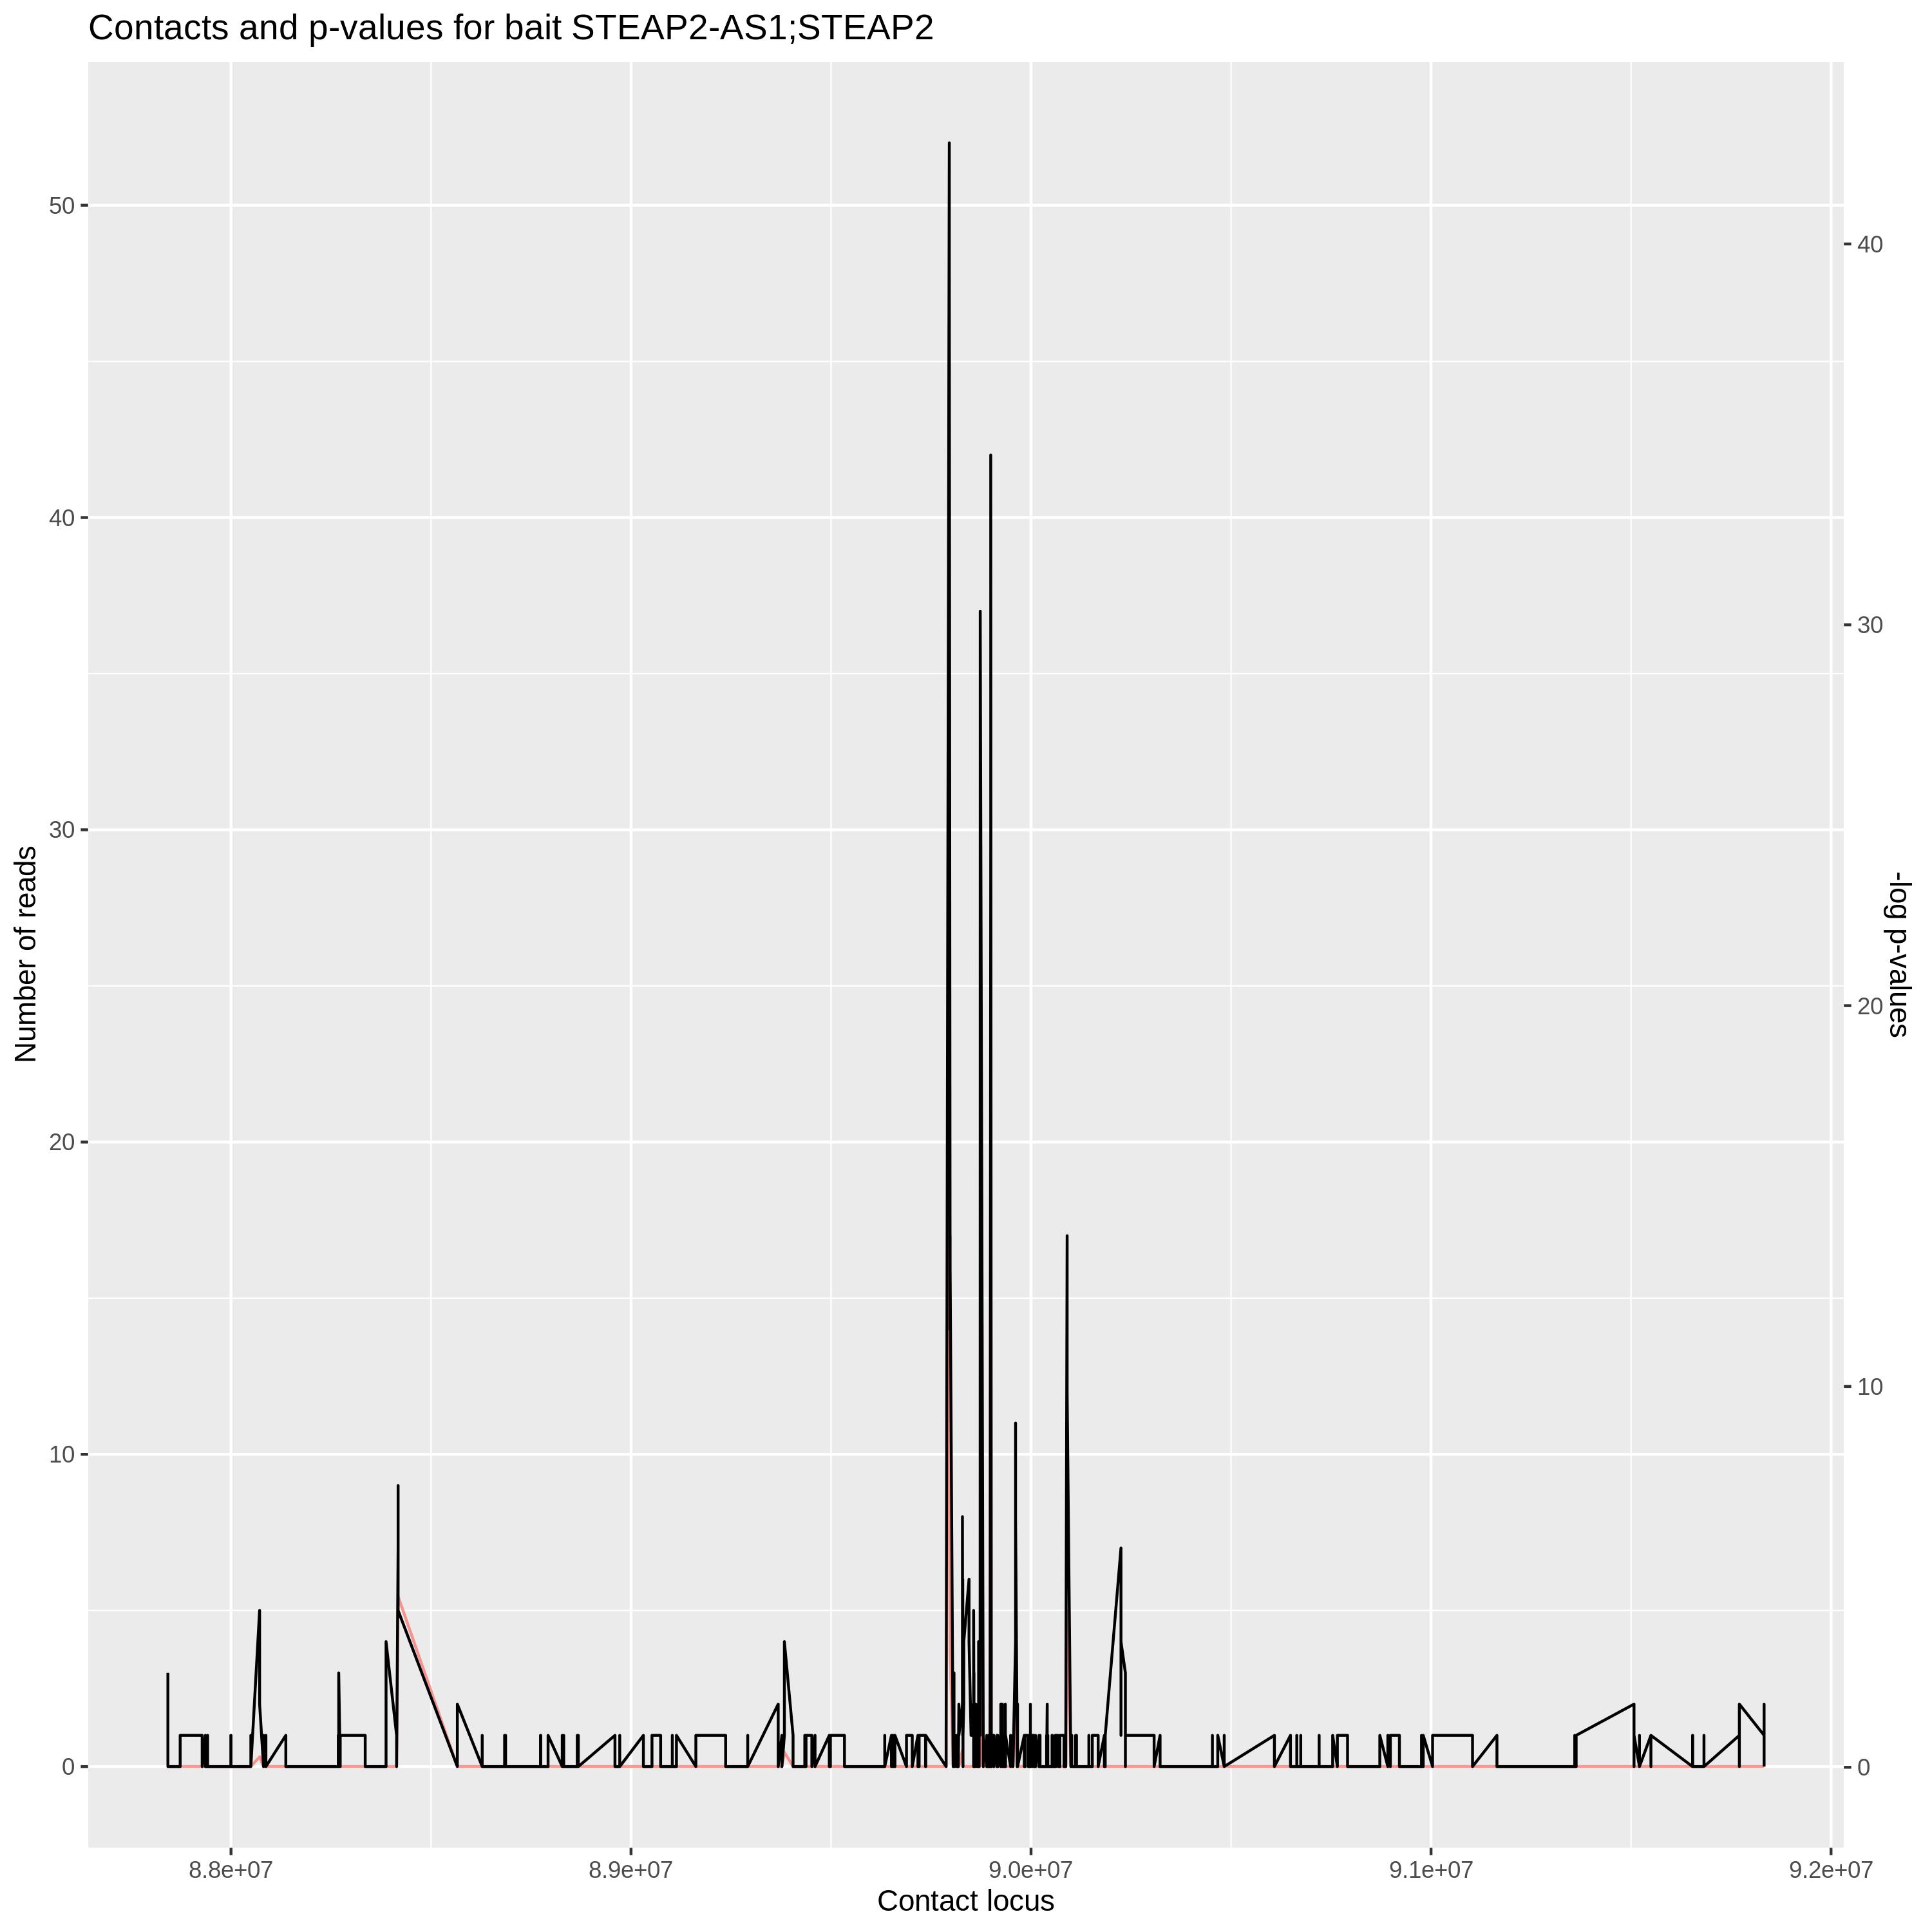 Contacts and p-values for bait STEAP2-AS1;STEAP2
50
40
30
20
10
0
Number of reads
40
30
20
10
0
-log p-values
8.8e+07
8.9e+07
9.0e+07
9.1e+07
9.2e+07
Contact locus